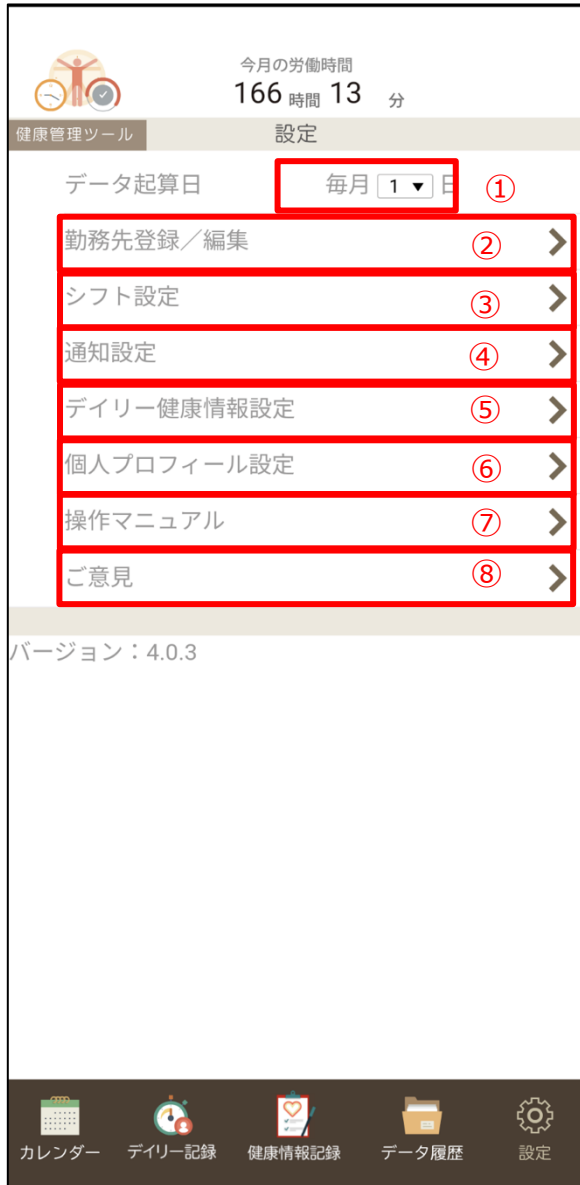 今月の労働時間
166 時間 13 分
健康管理ツール 設定
データ起算日 毎月 1 ▼ 日 ①
勤務先登録／編集 ②
シフト設定 ③
通知設定 ④
デイリー健康情報設定 ⑤
個人プロフィール設定 ⑥
操作マニュアル ⑦
ご意見 ⑧
バージョン：4.0.3
カレンダー デイリー記録 健康情報記録 データ履歴 設定